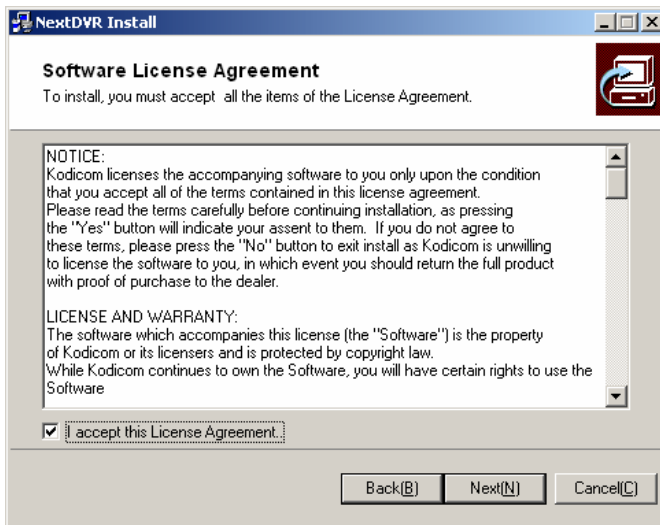 NextDVR Install
Software License Agreement
To install, you must accept all the items of the License Agreement.
NOTICE:
Kodicom licenses the accompanying software to you only upon the condition
that you accept all of the terms contained in this license agreement.
Please read the terms carefully before continuing installation, as pressing
the "Yes" button will indicate your assent to them. If you do not agree to
these terms, please press the "No" button to exit install as Kodicom is unwilling
to license the software to you, in which event you should return the full product
with proof of purchase to the dealer.
LICENSE AND WARRANTY:
The software which accompanies this license (the "Software") is the property
of Kodicom or its licensers and is protected by copyright law.
While Kodicom continues to own the Software, you will have certain rights to use the
Software
I accept this License Agreement..
Back(B) Next(N) Cancel(C)